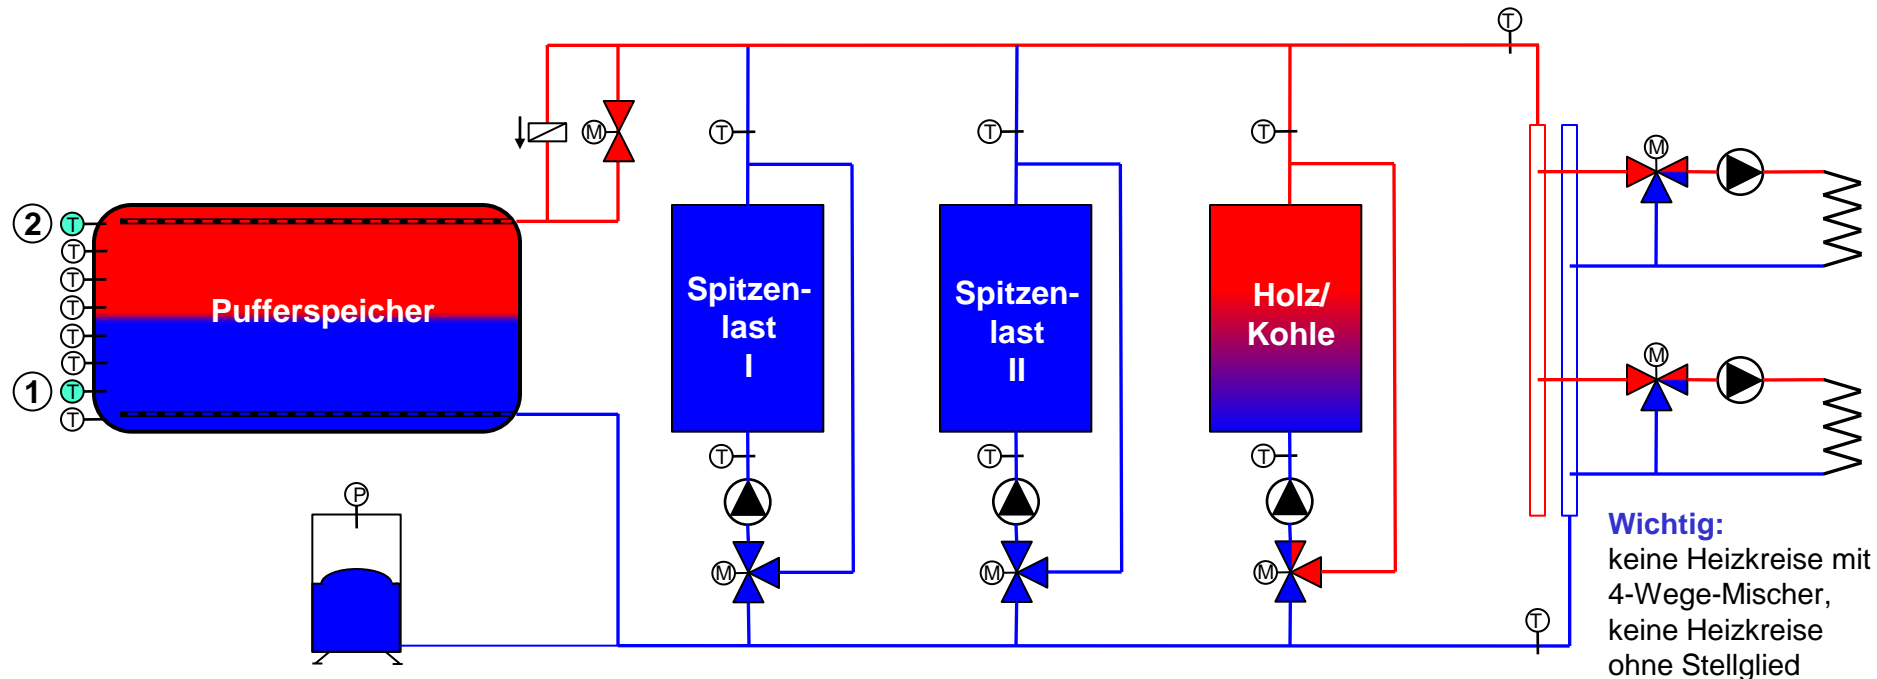 T
M
T
T
T
M
2
T
T
T
T
T
T
1
T
T
Pufferspeicher
Spitzen-
last
I
Spitzen-
last
II
Holz/
Kohle
M
T
T
T
P
M
M
M
T
Wichtig:
keine Heizkreise mit
4-Wege-Mischer,
keine Heizkreise
ohne Stellglied